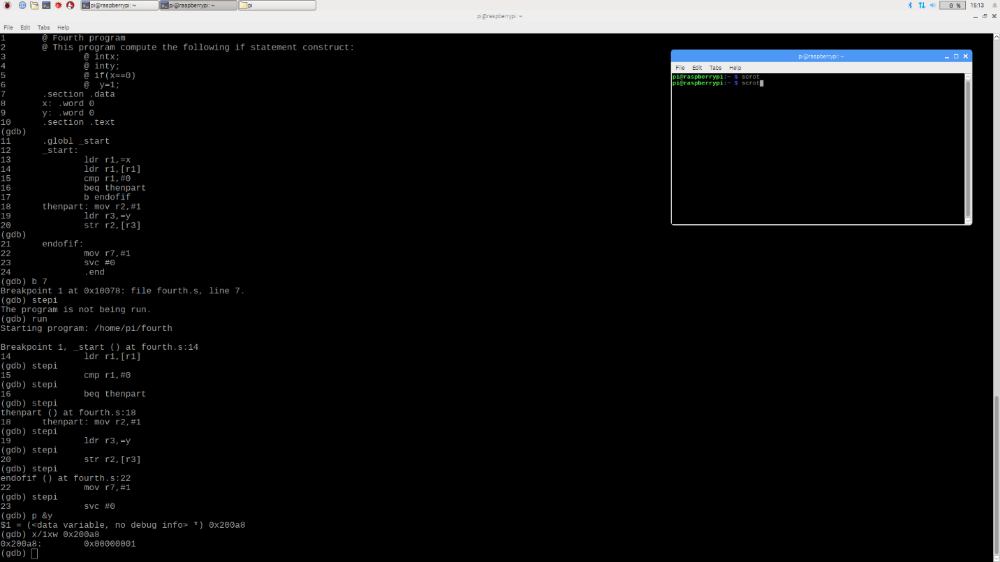 pi@raspberrypi: ~
pi@raspberrypi: ~
pi
0 %
15:13
pi@raspberrypi: ~
File Edit Tabs Help
1 @ Fourth program
2 @ This program compute the following if statement construct:
3 @ intx;
4 @ inty;
5 @ if(x==0)
6 @  y=1;
7 .section .data
8 x: .word 0
9 y: .word 0
10 .section .text
(gdb)
11 .globl _start
12 _start:
13 ldr r1,=x
14 ldr r1,[r1]
15 cmp r1,#0
16 beq thenpart
17 b endofif
18 thenpart: mov r2,#1
19 ldr r3,=y
20 str r2,[r3]
(gdb)
21 endofif:
22 mov r7,#1
23 svc #0
24 .end
(gdb) b 7
Breakpoint 1 at 0x10078: file fourth.s, line 7.
(gdb) stepi
The program is not being run.
(gdb) run
Starting program: /home/pi/fourth
Breakpoint 1, _start () at fourth.s:14
14 ldr r1,[r1]
(gdb) stepi
15 cmp r1,#0
(gdb) stepi
16 beq thenpart
(gdb) stepi
thenpart () at fourth.s:18
18 thenpart: mov r2,#1
(gdb) stepi
19 ldr r3,=y
(gdb) stepi
20 str r2,[r3]
(gdb) stepi
endofif () at fourth.s:22
22 mov r7,#1
(gdb) stepi
23 svc #0
(gdb) p &y
$1 = (<data variable, no debug info> *) 0x200a8
(gdb) x/1xw 0x200a8
0x200a8: 0x00000001
(gdb)
pi@raspberrypi: ~
File Edit Tabs Help
pi@raspberrypi:~ $ scrot
pi@raspberrypi:~ $ scrot